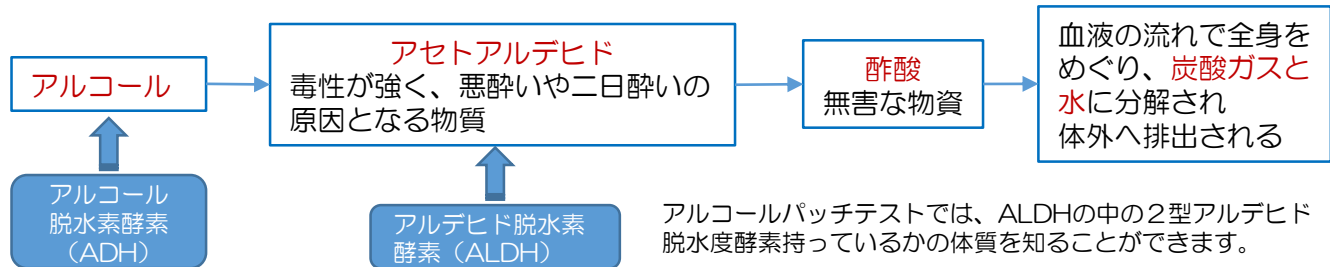 アルコール
アセトアルデヒド
毒性が強く、悪酔いや二日酔いの
原因となる物質
酢酸
無害な物資
血液の流れで全身を
めぐり、炭酸ガスと
水に分解され
体外へ排出される
アルコール
脱水素酵素
（ADH）
アルデヒド脱水素
酵素（ALDH）
アルコールパッチテストでは、ALDHの中の２型アルデヒド
脱水度酵素持っているかの体質を知ることができます。